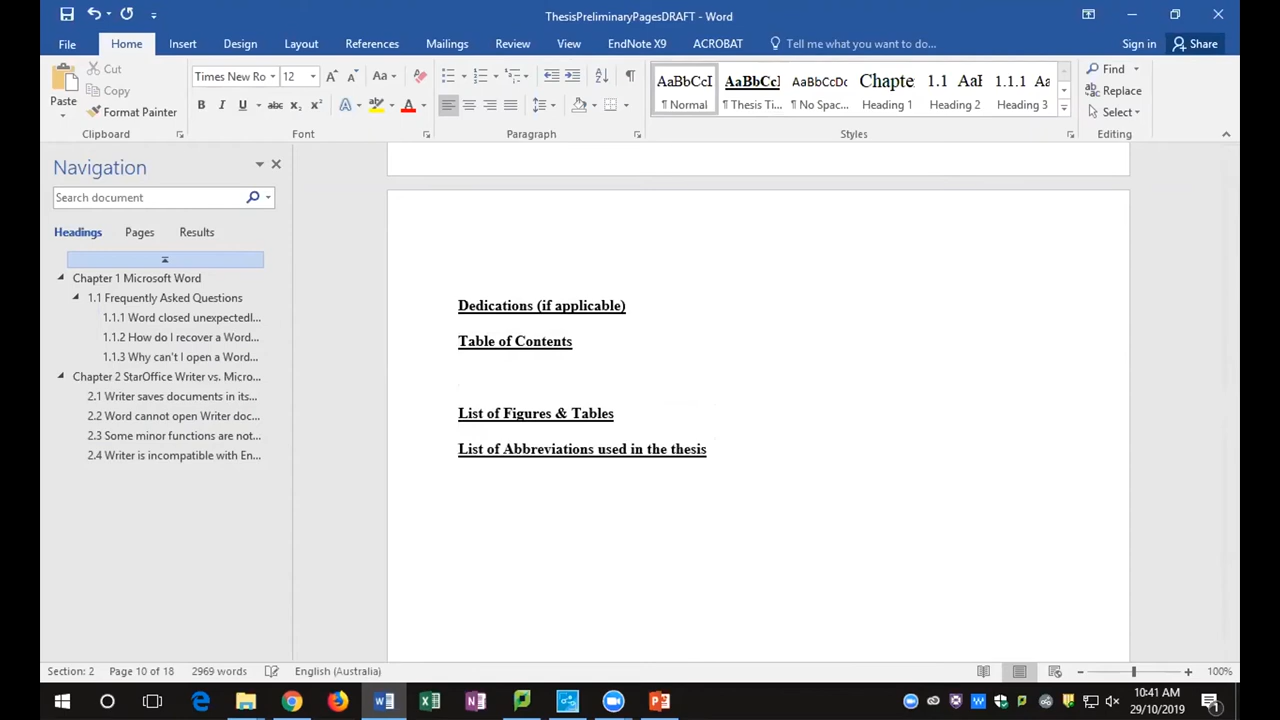 ThesisPreliminaryPagesDRAFT - Word
File Home Insert Design Layout References Mailings Review View EndNote X9 ACROBAT Tell me what you want to do... Sign in Share
Paste
Cut
Copy
Format Painter
Clipboard
Times New Ro 12
Aa
B I U abc x₂ x² A A
Font
Paragraph
AaBbCcI AaBbCcI AaBbCcDc Chapte 1.1 AaI 1.1.1 Aa
¶ Normal ¶ Thesis Ti... ¶ No Spac... Heading 1 Heading 2 Heading 3
Styles
Find
Replace
Select
Editing
Navigation
Search document
Headings Pages Results
Chapter 1 Microsoft Word
1.1 Frequently Asked Questions
1.1.1 Word closed unexpectedl...
1.1.2 How do I recover a Word...
1.1.3 Why can't I open a Word...
Chapter 2 StarOffice Writer vs. Micro...
2.1 Writer saves documents in its...
2.2 Word cannot open Writer doc...
2.3 Some minor functions are not...
2.4 Writer is incompatible with En...
Dedications (if applicable)
Table of Contents
List of Figures & Tables
List of Abbreviations used in the thesis
Section: 2 Page 10 of 18 2969 words English (Australia) 100%
10:41 AM
29/10/2019